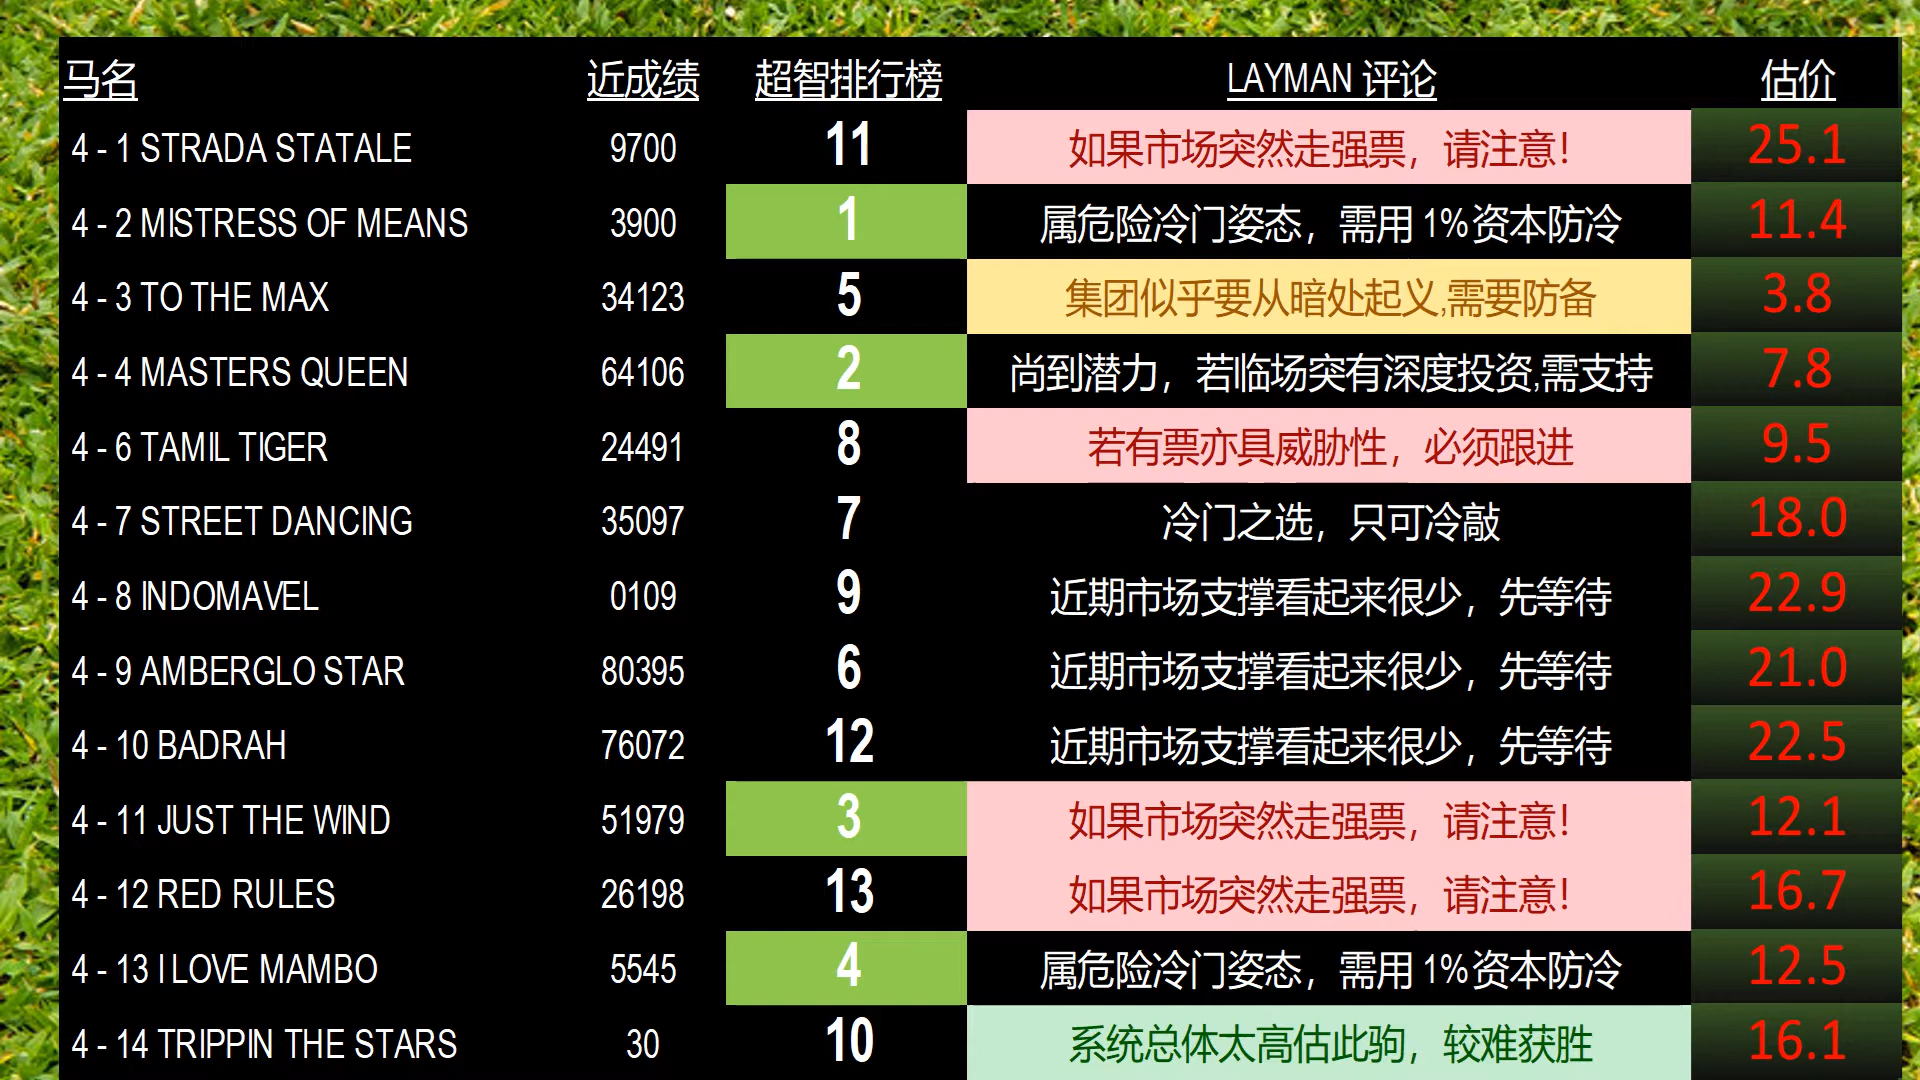 马名 近成绩 超智排行榜 LAYMAN 评论 估价
4 - 1 STRADA STATALE 9700 11 如果市场突然走强票，请注意！ 25.1
4 - 2 MISTRESS OF MEANS 3900 1 属危险冷门姿态，需用 1%资本防冷 11.4
4 - 3 TO THE MAX 34123 5 集团似乎要从暗处起义,需要防备 3.8
4 - 4 MASTERS QUEEN 64106 2 尚到潜力，若临场突有深度投资,需支持 7.8
4 - 6 TAMIL TIGER 24491 8 若有票亦具威胁性，必须跟进 9.5
4 - 7 STREET DANCING 35097 7 冷门之选，只可冷敲 18.0
4 - 8 INDOMAVEL 0109 9 近期市场支撑看起来很少，先等待 22.9
4 - 9 AMBERGLO STAR 80395 6 近期市场支撑看起来很少，先等待 21.0
4 - 10 BADRAH 76072 12 近期市场支撑看起来很少，先等待 22.5
4 - 11 JUST THE WIND 51979 3 如果市场突然走强票，请注意！ 12.1
4 - 12 RED RULES 26198 13 如果市场突然走强票，请注意！ 16.7
4 - 13 I LOVE MAMBO 5545 4 属危险冷门姿态，需用 1%资本防冷 12.5
4 - 14 TRIPPIN THE STARS 30 10 系统总体太高估此驹，较难获胜 16.1